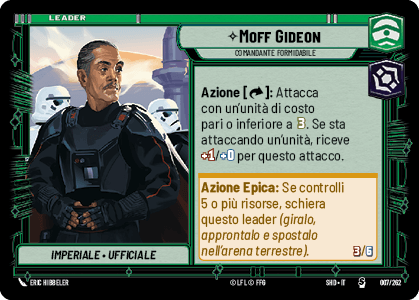 LEADER
MOFF GIDEON
COMANDANTE FORMIDABILE
Azione [ ]: Attacca
con un'unità di costo
pari o inferiore a 3. Se sta
attaccando un'unità, riceve
+1/+0 per questo attacco.
Azione Epica: Se controlli
5 o più risorse, schiera
questo leader (giralo,
approntalo e spostalo
nell'arena terrestre).
3/6
IMPERIALE • UFFICIALE
ERIC HIBBELER
© LFL © FFG
SHD • IT
007/262